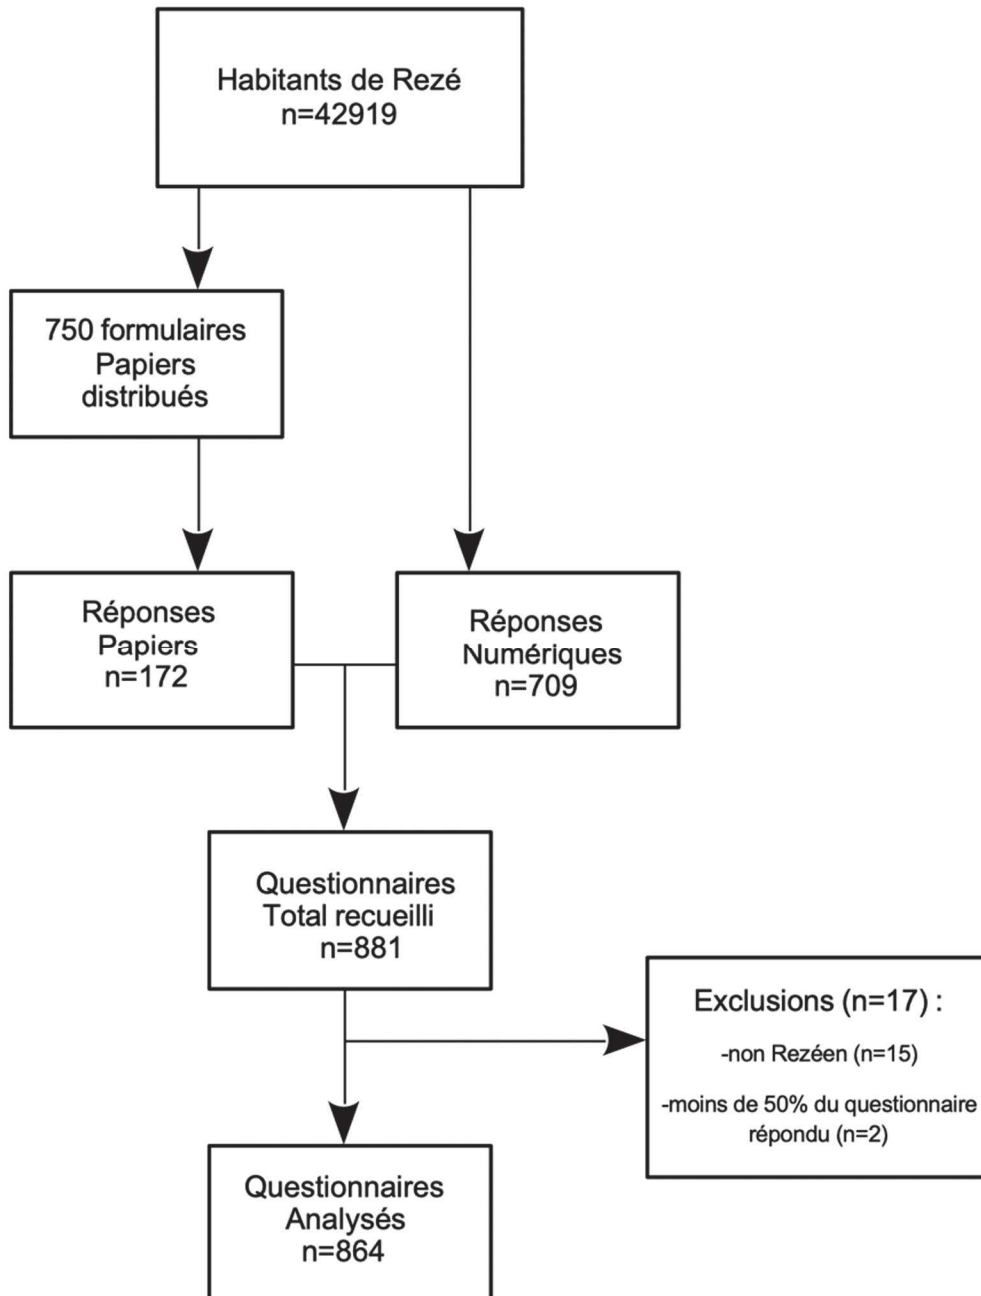 Habitants de Rezé
n=42919
750 formulaires
Papiers
distribués
Réponses
Papiers
n=172
Réponses
Numériques
n=709
Questionnaires
Total recueilli
n=881
Exclusions (n=17) :
-non Rezéen (n=15)
-moins de 50% du questionnaire
répondu (n=2)
Questionnaires
Analysés
n=864